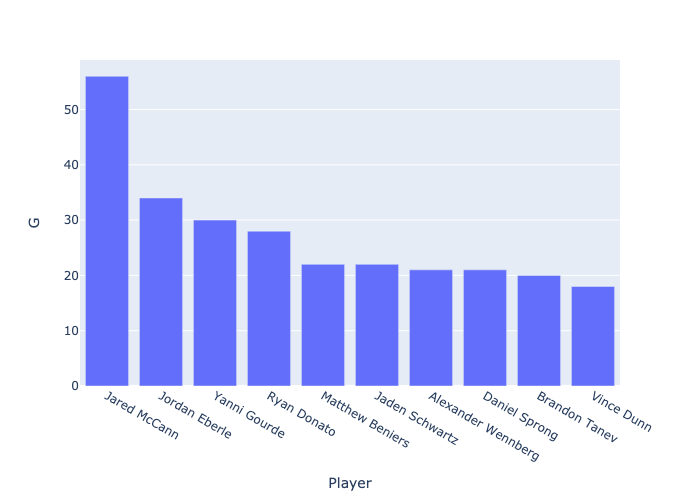 G
50
40
30
20
10
0
Jared McCann
Jordan Eberle
Yanni Gourde
Ryan Donato
Matthew Beniers
Jaden Schwartz
Alexander Wennberg
Daniel Sprong
Brandon Tanev
Vince Dunn
Player